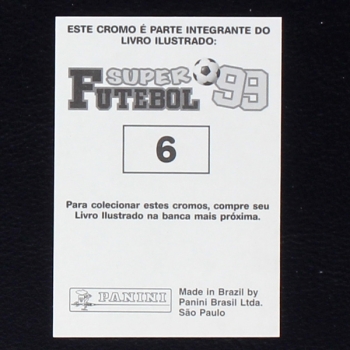 ESTE CROMO É PARTE INTEGRANTE DO
LIVRO ILUSTRADO:
SUPER
FUTEBOL 99
6
Para colecionar estes cromos, compre seu
Livro Ilustrado na banca mais próxima.
PANINI
Made in Brazil by
Panini Brasil Ltda.
São Paulo